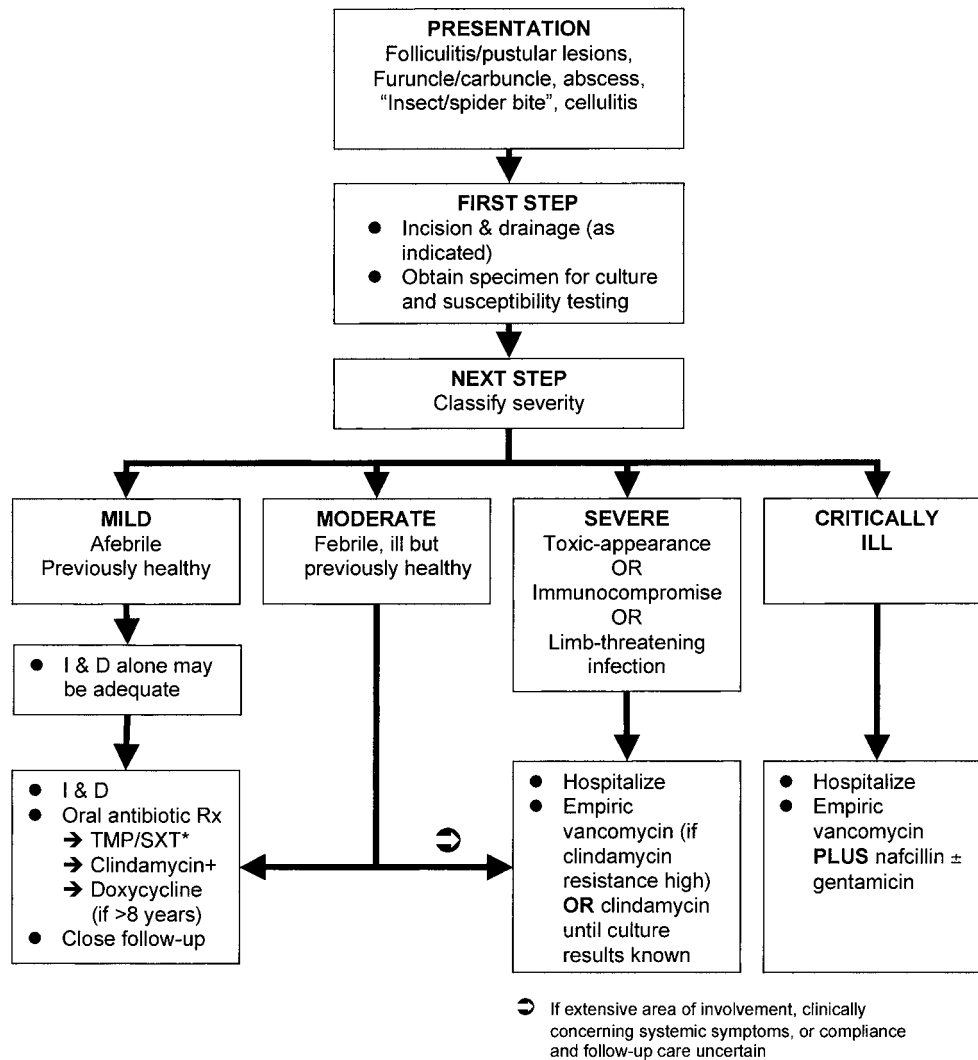 PRESENTATION
Folliculitis/pustular lesions,
Furuncle/carbuncle, abscess,
“Insect/spider bite”, cellulitis
FIRST STEP
● Incision & drainage (as
indicated)
● Obtain specimen for culture
and susceptibility testing
NEXT STEP
Classify severity
MILD
Afebrile
Previously healthy
MODERATE
Febrile, ill but
previously healthy
SEVERE
Toxic-appearance
OR
Immunocompromise
OR
Limb-threatening
infection
CRITICALLY
ILL
● I & D alone may
be adequate
● I & D
● Oral antibiotic Rx
➔ TMP/SXT*
➔ Clindamycin+
➔ Doxycycline
(if >8 years)
● Close follow-up
➲
● Hospitalize
● Empiric
vancomycin (if
clindamycin
resistance high)
OR clindamycin
until culture
results known
● Hospitalize
● Empiric
vancomycin
PLUS nafcillin ±
gentamicin
➲ If extensive area of involvement, clinically
concerning systemic symptoms, or compliance
and follow-up care uncertain